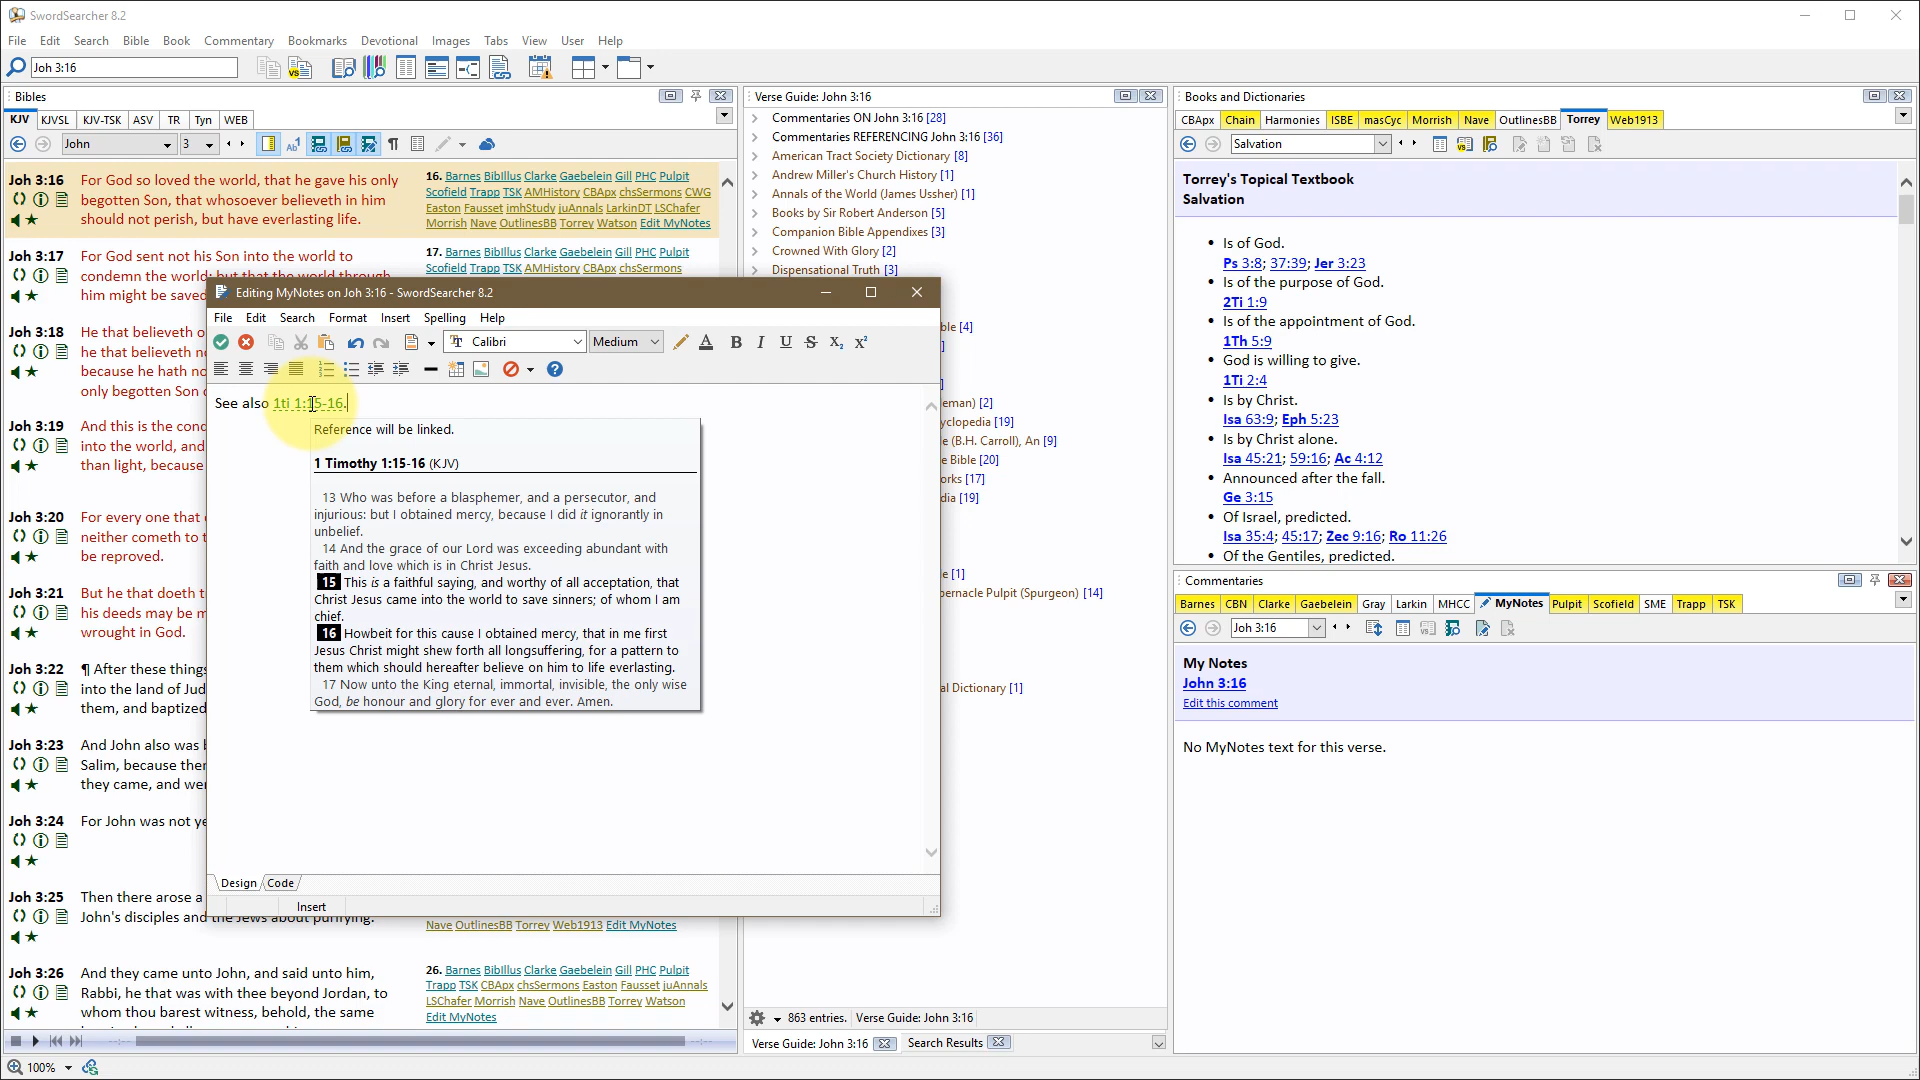 SwordSearcher 8.2
File Edit Search Bible Book Commentary Bookmarks Devotional Images Tabs View User Help
Joh 3:16
Bibles
KJV KJVSL KJV-TSK ASV TR Tyn WEB
John 3
Joh 3:16 For God so loved the world, that he gave his only
begotten Son, that whosoever believeth in him
should not perish, but have everlasting life.
16. Barnes BibIllus Clarke Gaebelein Gill PHC Pulpit
Scofield Trapp TSK AMHistory CBApx chsSermons CWG
Easton Fausset imhStudy juAnnals LarkinDT LSChafer
Morrish Nave OutlinesBB Torrey Watson Edit MyNotes
Joh 3:17 For God sent not his Son into the world to
condemn the world; but that the world through
him might be saved
17. Barnes BibIllus Clarke Gaebelein Gill PHC Pulpit
Scofield Trapp TSK AMHistory CBApx chsSermons
Joh 3:18 He that believeth o
he that believeth n
because he hath no
only begotten Son o
Joh 3:19 And this is the cond
into the world, and
than light, because
Joh 3:20 For every one that
neither cometh to t
be reproved.
Joh 3:21 But he that doeth t
his deeds may be m
wrought in God.
Joh 3:22 ¶ After these things
into the land of Jud
them, and baptized
Joh 3:23 And John also was b
Salim, because ther
they came, and wer
Joh 3:24 For John was not ye
Joh 3:25 Then there arose a
John's disciples and the Jews about purifying.
Nave OutlinesBB Torrey Web1913 Edit MyNotes
Joh 3:26 And they came unto John, and said unto him,
Rabbi, he that was with thee beyond Jordan, to
whom thou barest witness, behold, the same
26. Barnes BibIllus Clarke Gaebelein Gill PHC Pulpit
Trapp TSK CBApx chsSermons Easton Fausset juAnnals
LSChafer Morrish Nave OutlinesBB Torrey Watson
Edit MyNotes
100%
Editing MyNotes on Joh 3:16 - SwordSearcher 8.2
File Edit Search Format Insert Spelling Help
Calibri Medium
See also 1ti 1:15-16.
Reference will be linked.
1 Timothy 1:15-16 (KJV)
13 Who was before a blasphemer, and a persecutor, and
injurious: but I obtained mercy, because I did it ignorantly in
unbelief.
14 And the grace of our Lord was exceeding abundant with
faith and love which is in Christ Jesus.
15 This is a faithful saying, and worthy of all acceptation, that
Christ Jesus came into the world to save sinners; of whom I am
chief.
16 Howbeit for this cause I obtained mercy, that in me first
Jesus Christ might shew forth all longsuffering, for a pattern to
them which should hereafter believe on him to life everlasting.
17 Now unto the King eternal, immortal, invisible, the only wise
God, be honour and glory for ever and ever. Amen.
Design Code
Insert
Verse Guide: John 3:16
Commentaries ON John 3:16 [28]
Commentaries REFERENCING John 3:16 [36]
American Tract Society Dictionary [8]
Andrew Miller's Church History [1]
Annals of the World (James Ussher) [1]
Books by Sir Robert Anderson [5]
Companion Bible Appendixes [3]
Crowned With Glory [2]
Dispensational Truth [3]
ble [4]
]
]
eman) [2]
yclopedia [19]
e (B.H. Carroll), An [9]
e Bible [20]
orks [17]
dia [19]
e [1]
bernacle Pulpit (Spurgeon) [14]
al Dictionary [1]
863 entries. Verse Guide: John 3:16
Verse Guide: John 3:16 Search Results
Books and Dictionaries
CBApx Chain Harmonies ISBE masCyc Morrish Nave OutlinesBB Torrey Web1913
Salvation
Torrey's Topical Textbook
Salvation
• Is of God.
Ps 3:8; 37:39; Jer 3:23
• Is of the purpose of God.
2Ti 1:9
• Is of the appointment of God.
1Th 5:9
• God is willing to give.
1Ti 2:4
• Is by Christ.
Isa 63:9; Eph 5:23
• Is by Christ alone.
Isa 45:21; 59:16; Ac 4:12
• Announced after the fall.
Ge 3:15
• Of Israel, predicted.
Isa 35:4; 45:17; Zec 9:16; Ro 11:26
• Of the Gentiles, predicted.
Commentaries
Barnes CBN Clarke Gaebelein Gray Larkin MHCC MyNotes Pulpit Scofield SME Trapp TSK
Joh 3:16
My Notes
John 3:16
Edit this comment
No MyNotes text for this verse.